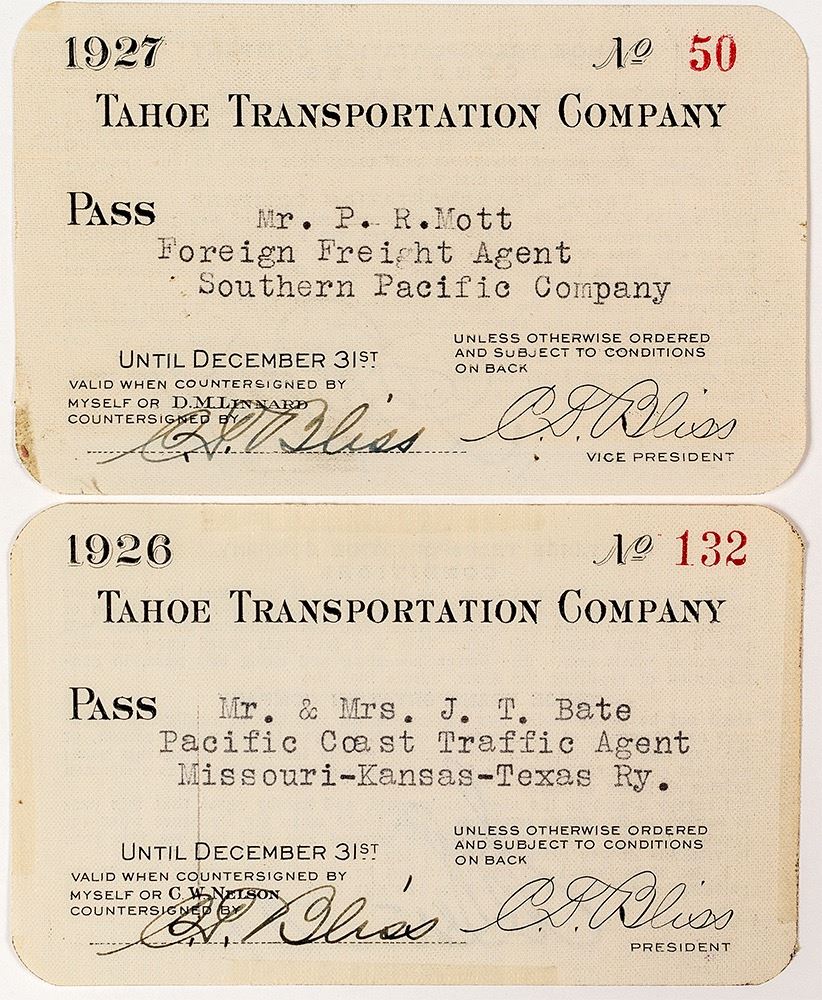 1927 No 50
TAHOE TRANSPORTATION COMPANY
PASS Mr. P. R.Mott
Foreign Freight Agent
Southern Pacific Company
UNTIL DECEMBER 31ST
VALID WHEN COUNTERSIGNED BY
MYSELF OR D.M.LINNARD
COUNTERSIGNED BY
C.T. Bliss
UNLESS OTHERWISE ORDERED
AND SUBJECT TO CONDITIONS
ON BACK
C.T. Bliss
VICE PRESIDENT
1926 No 132
TAHOE TRANSPORTATION COMPANY
PASS Mr. & Mrs. J. T. Bate
Pacific Coast Traffic Agent
Missouri-Kansas-Texas Ry.
UNTIL DECEMBER 31ST
VALID WHEN COUNTERSIGNED BY
MYSELF OR C.W.NELSON
COUNTERSIGNED BY
C.T. Bliss
UNLESS OTHERWISE ORDERED
AND SUBJECT TO CONDITIONS
ON BACK
C.T. Bliss
PRESIDENT